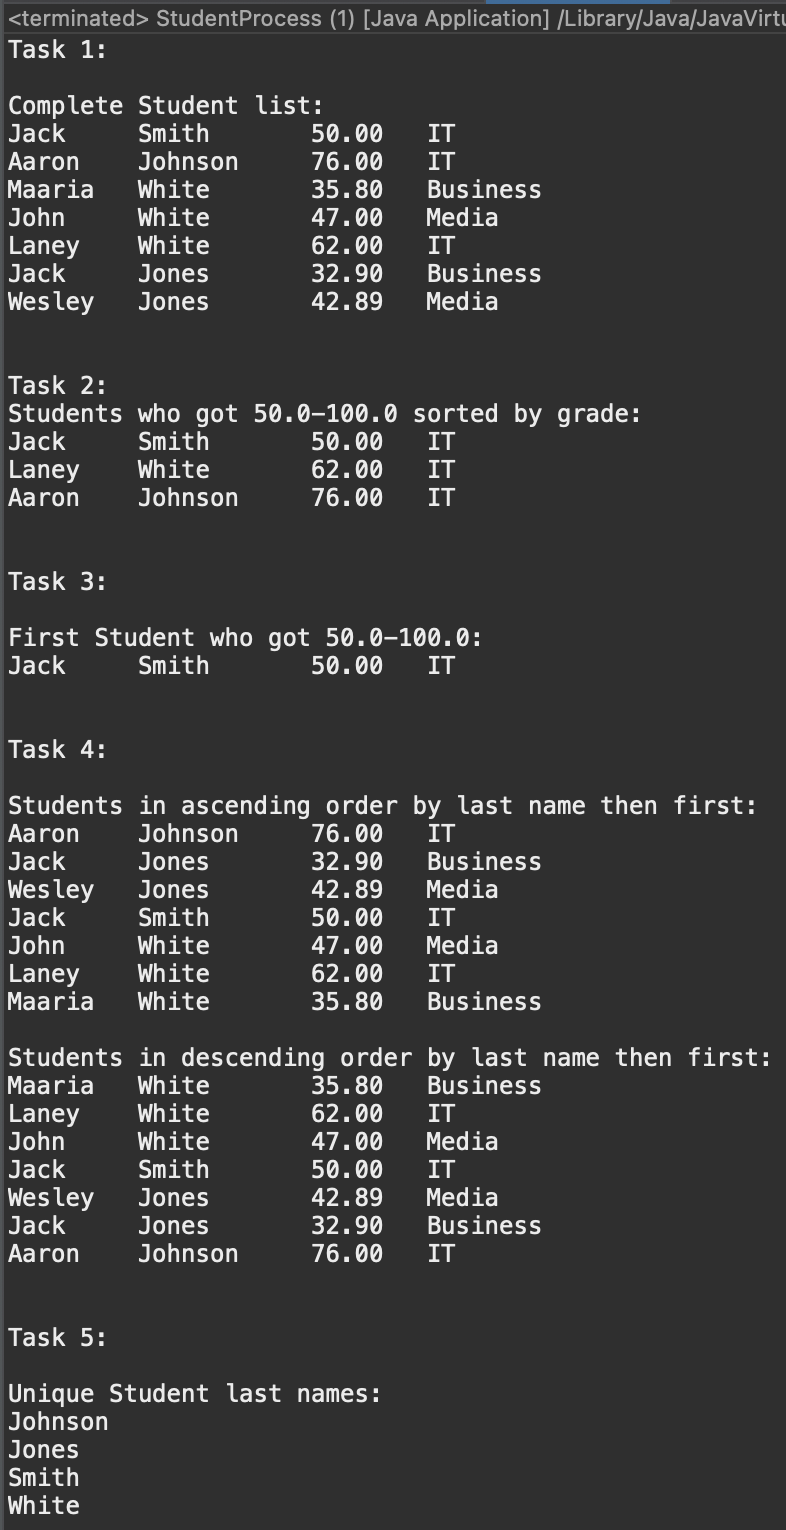 <terminated> StudentProcess (1) [Java Application] /Library/Java/JavaVirtu
Task 1:
Complete Student list:
Jack Smith 50.00 IT
Aaron Johnson 76.00 IT
Maaria White 35.80 Business
John White 47.00 Media
Laney White 62.00 IT
Jack Jones 32.90 Business
Wesley Jones 42.89 Media
Task 2:
Students who got 50.0-100.0 sorted by grade:
Jack Smith 50.00 IT
Laney White 62.00 IT
Aaron Johnson 76.00 IT
Task 3:
First Student who got 50.0-100.0:
Jack Smith 50.00 IT
Task 4:
Students in ascending order by last name then first:
Aaron Johnson 76.00 IT
Jack Jones 32.90 Business
Wesley Jones 42.89 Media
Jack Smith 50.00 IT
John White 47.00 Media
Laney White 62.00 IT
Maaria White 35.80 Business
Students in descending order by last name then first:
Maaria White 35.80 Business
Laney White 62.00 IT
John White 47.00 Media
Jack Smith 50.00 IT
Wesley Jones 42.89 Media
Jack Jones 32.90 Business
Aaron Johnson 76.00 IT
Task 5:
Unique Student last names:
Johnson
Jones
Smith
White